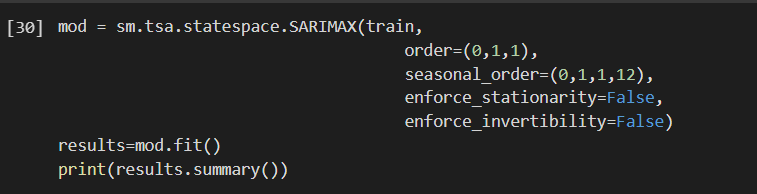 [30] mod = sm.tsa.statespace.SARIMAX(train,
order=(0,1,1),
seasonal_order=(0,1,1,12),
enforce_stationarity=False,
enforce_invertibility=False)
results=mod.fit()
print(results.summary())